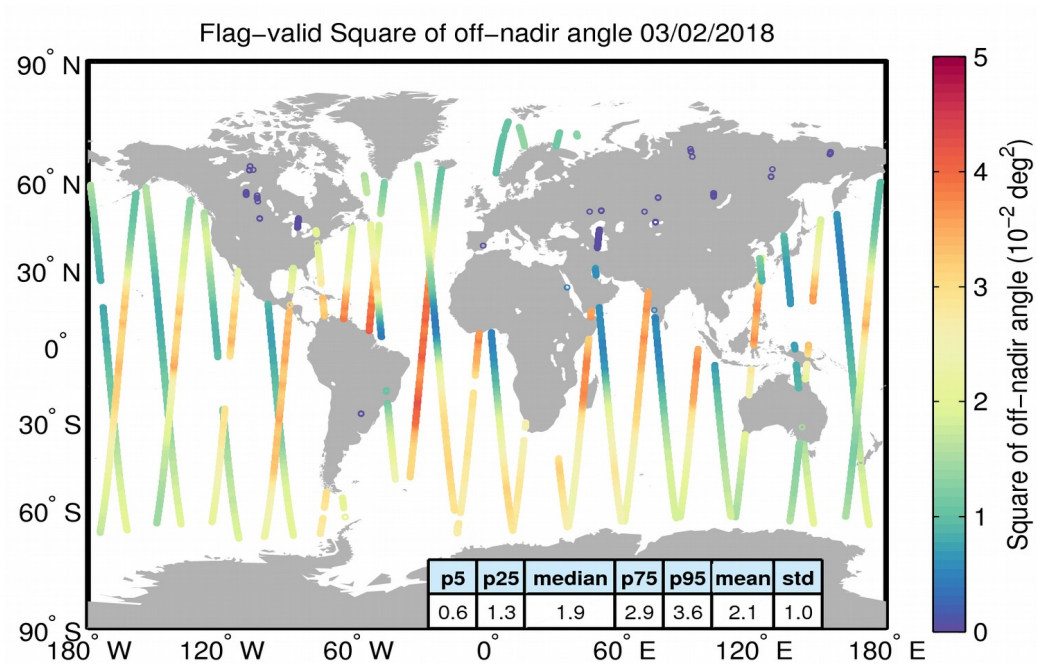 Flag−valid Square of off−nadir angle 03/02/2018
90° N
60° N
30° N
0°
30° S
60° S
90° S
180° W 120° W 60° W 0° 60° E 120° E 180° E
p5 p25 median p75 p95 mean std
0.6 1.3 1.9 2.9 3.6 2.1 1.0
5
4
3
2
1
0
Square of off−nadir angle (10⁻² deg²)